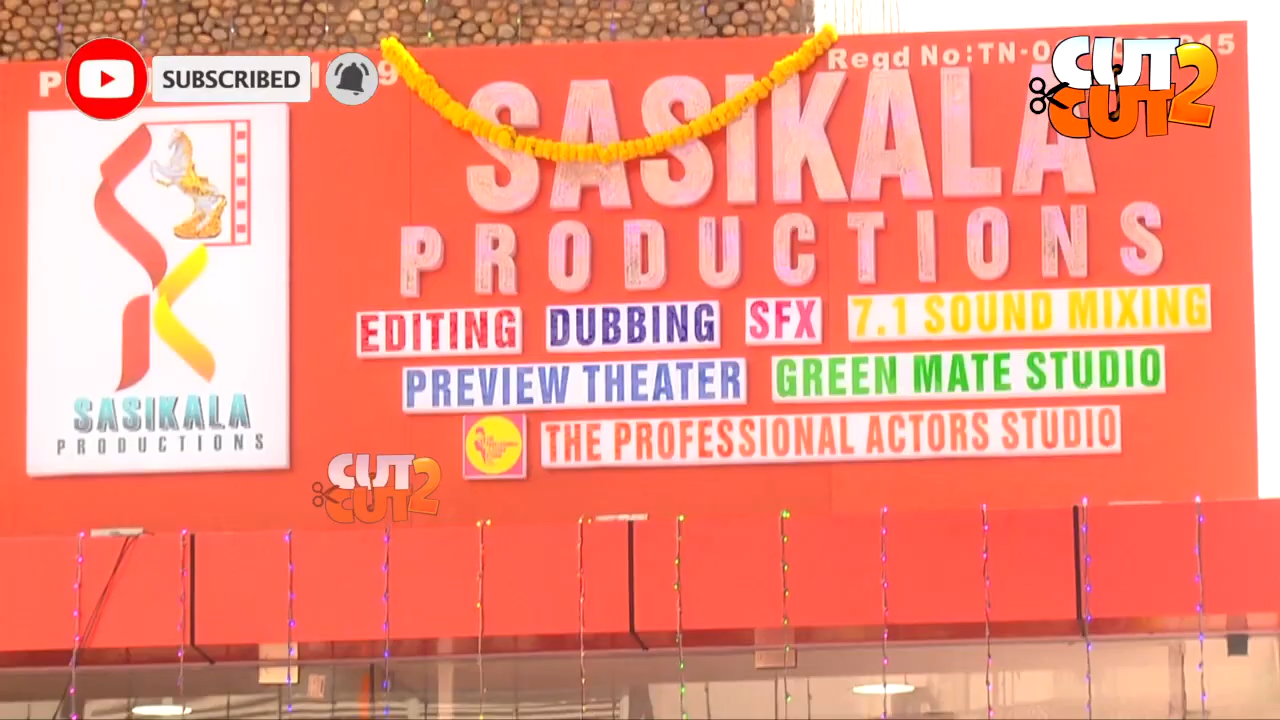 SUBSCRIBED
Regd No:TN-0
CUT
CUT2
SASIKALA
PRODUCTIONS
EDITING DUBBING SFX 7.1 SOUND MIXING
PREVIEW THEATER GREEN MATE STUDIO
THE PROFESSIONAL ACTORS STUDIO
SASIKALA
PRODUCTIONS
CUT
CUT2